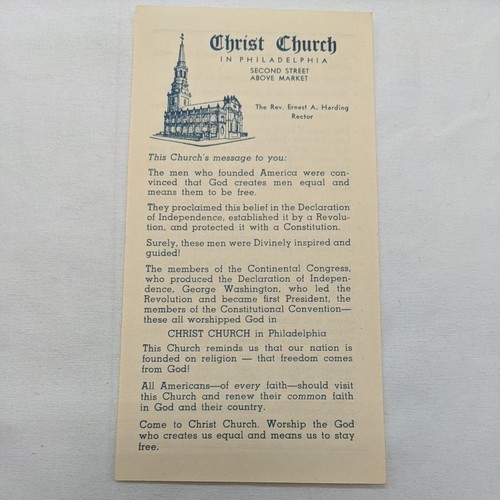 Christ Church
IN PHILADELPHIA
SECOND STREET
ABOVE MARKET
The Rev. Ernest A. Harding
Rector
This Church's message to you:
The men who founded America were con-
vinced that God creates men equal and
means them to be free.
They proclaimed this belief in the Declaration
of Independence, established it by a Revolu-
tion, and protected it with a Constitution.
Surely, these men were Divinely inspired and
guided!
The members of the Continental Congress,
who produced the Declaration of Indepen-
dence, George Washington, who led the
Revolution and became first President, the
members of the Constitutional Convention—
these all worshipped God in
CHRIST CHURCH in Philadelphia
This Church reminds us that our nation is
founded on religion — that freedom comes
from God!
All Americans—of every faith—should visit
this Church and renew their common faith
in God and their country.
Come to Christ Church. Worship the God
who creates us equal and means us to stay
free.